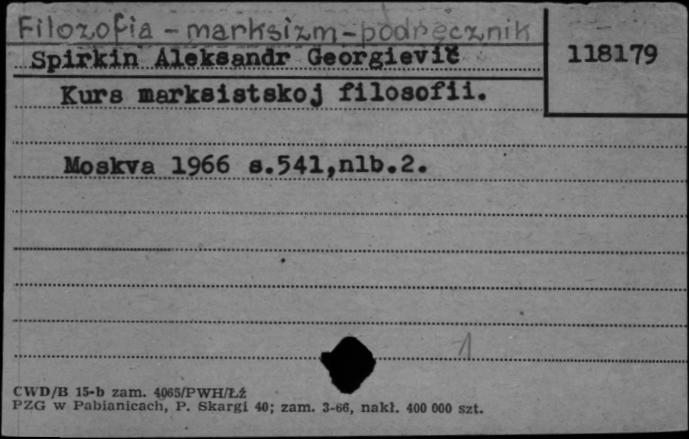 Filozofia - marksizm - podręcznik
Spirkin Aleksandr Georgievič
118179
Kurs marksistskoj filosofii.
Moskva 1966 s.541,nlb.2.
1
CWD/B 15-b zam. 4065/PWH/Łź
PZG w Pabianicach, P. Skargi 40; zam. 3-66, nakł. 400 000 szt.